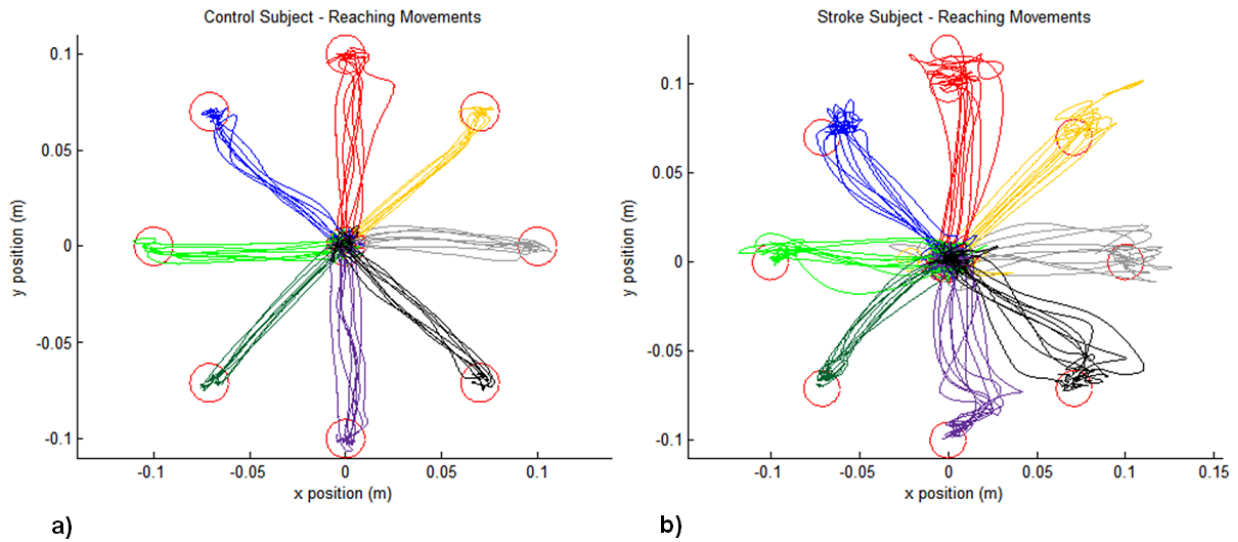 Control Subject - Reaching Movements
0.1
0.05
0
-0.05
-0.1
y position (m)
-0.1 -0.05 0 0.05 0.1
x position (m)
a)
Stroke Subject - Reaching Movements
0.1
0.05
0
-0.05
-0.1
y position (m)
-0.1 -0.05 0 0.05 0.1 0.15
x position (m)
b)